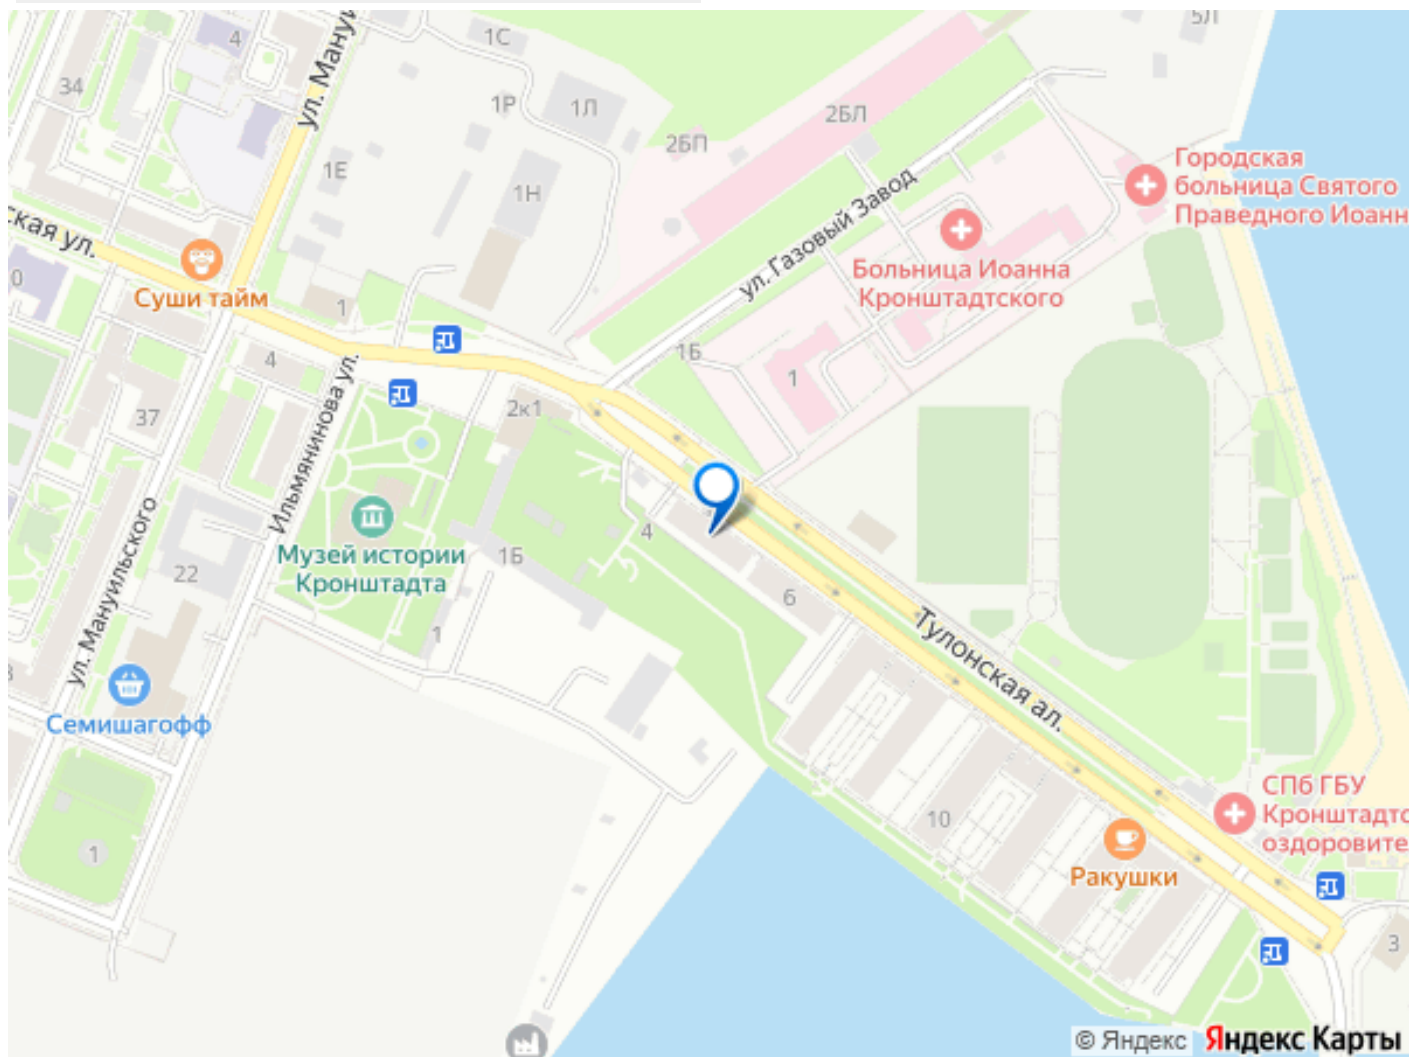 5Л
1С
4
ул. Мануи
34
1Р
1Л
2БЛ
2БП
1Е
1Н
Городская
больница Святого
Праведного Иоанн
ул. Газовый Завод
ская ул.
0
Суши тайм
1
Больница Иоанна
Кронштадтского
4
1Б
1
37
2к1
Ильмянинова ул.
ул. Мануильского
Музей истории
Кронштадта
4
1Б
22
6
1
Тулонская ал.
Семишагофф
СПб ГБУ
Кронштадтс
оздоровите
10
1
Ракушки
3
© Яндекс
Яндекс Карты